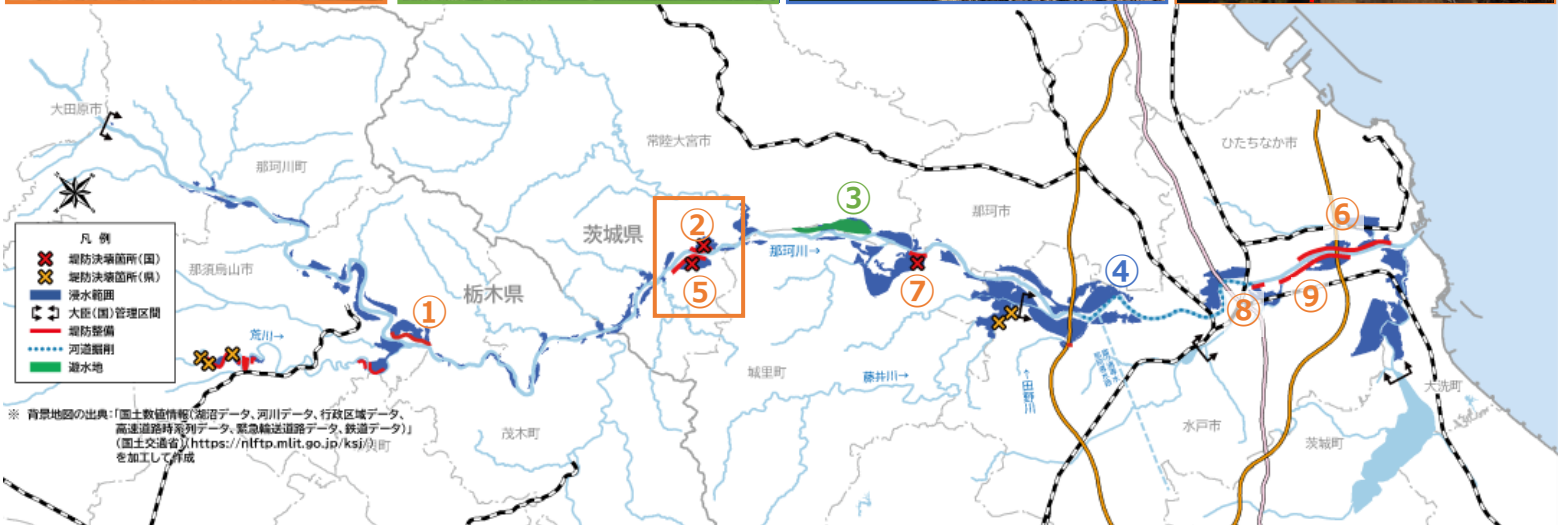 大田原市
那珂川町
常陸大宮市
ひたちなか市
凡 例
堤防決壊箇所(国)
堤防決壊箇所(県)
浸水範囲
大臣(国)管理区間
堤防整備
河道掘削
遊水地
那須烏山市
荒川→
①
栃木県
茨城県
②
⑤
③
那珂川→
那珂市
⑦
④
⑥
⑧
⑨
城里町
藤井川→
←田野川
水戸市
茨城町
大洗町
茂木町
※ 背景地図の出典:「国土数値情報(湖沼データ、河川データ、行政区域データ、
高速道路時系列データ、緊急輸送道路データ、鉄道データ)」
(国土交通省)(https://nlftp.mlit.go.jp/ksj/)
を加工して作成